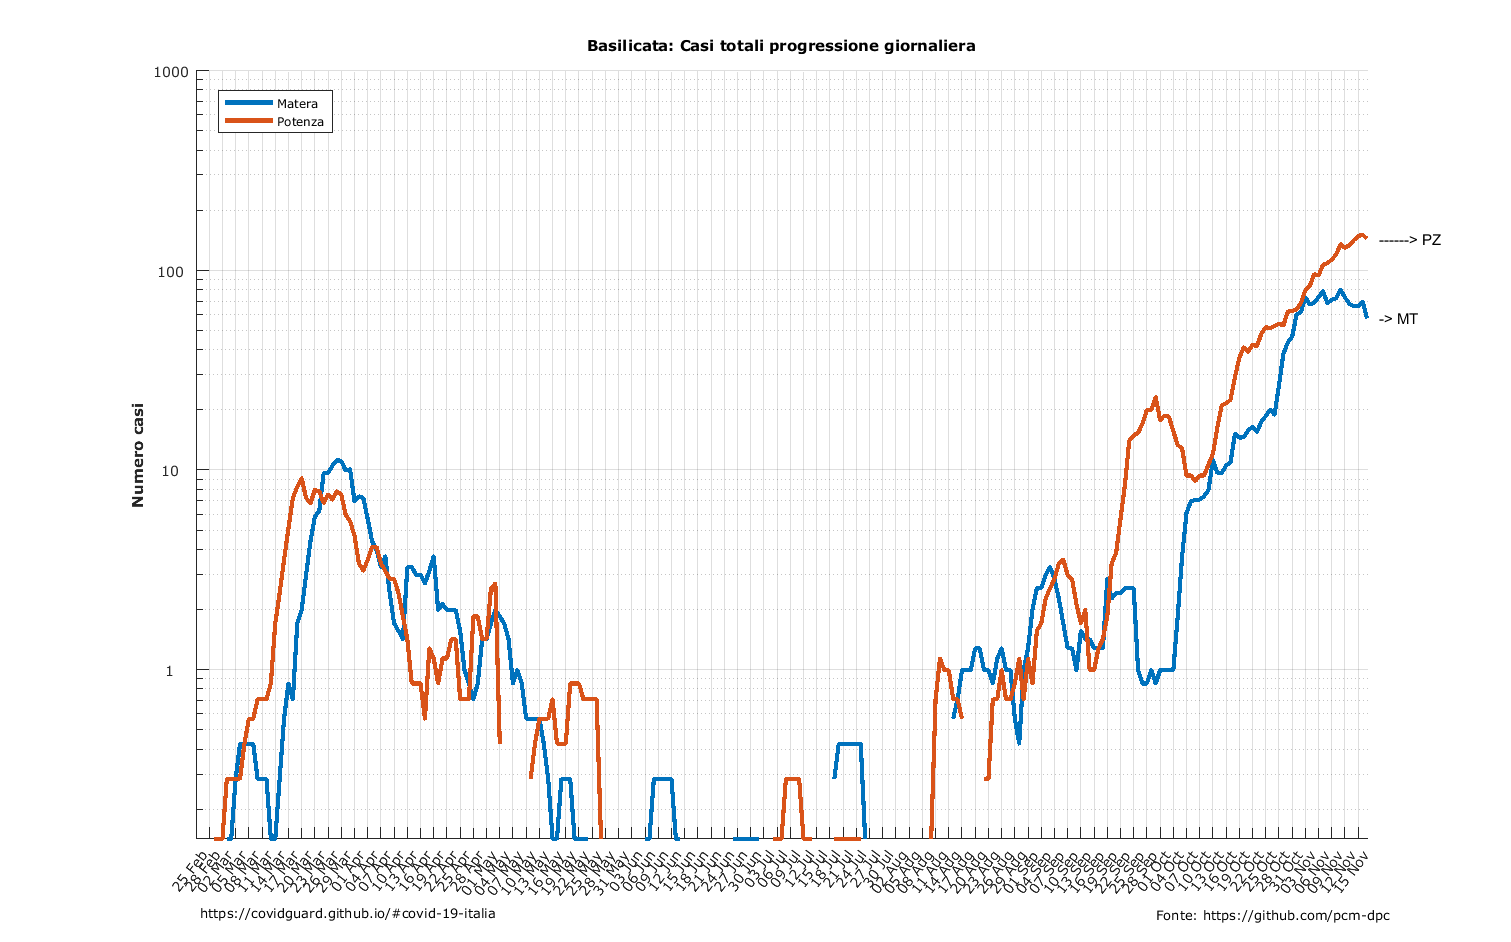 Basilicata: Casi totali progressione giornaliera
1000
100
10
1
Numero casi
Matera
Potenza
------> PZ
-> MT
25 Feb
28 Feb
02 Mar
05 Mar
08 Mar
11 Mar
14 Mar
17 Mar
20 Mar
23 Mar
26 Mar
29 Mar
01 Apr
04 Apr
07 Apr
10 Apr
13 Apr
16 Apr
19 Apr
22 Apr
25 Apr
28 Apr
01 May
04 May
07 May
10 May
13 May
16 May
19 May
22 May
25 May
28 May
31 May
03 Jun
06 Jun
09 Jun
12 Jun
15 Jun
18 Jun
21 Jun
24 Jun
27 Jun
30 Jun
03 Jul
06 Jul
09 Jul
12 Jul
15 Jul
18 Jul
21 Jul
24 Jul
27 Jul
30 Jul
02 Aug
05 Aug
08 Aug
11 Aug
14 Aug
17 Aug
20 Aug
23 Aug
26 Aug
29 Aug
01 Sep
04 Sep
07 Sep
10 Sep
13 Sep
16 Sep
19 Sep
22 Sep
25 Sep
28 Sep
01 Oct
04 Oct
07 Oct
10 Oct
13 Oct
16 Oct
19 Oct
22 Oct
25 Oct
28 Oct
31 Oct
03 Nov
06 Nov
09 Nov
12 Nov
15 Nov
https://covidguard.github.io/#covid-19-italia
Fonte: https://github.com/pcm-dpc